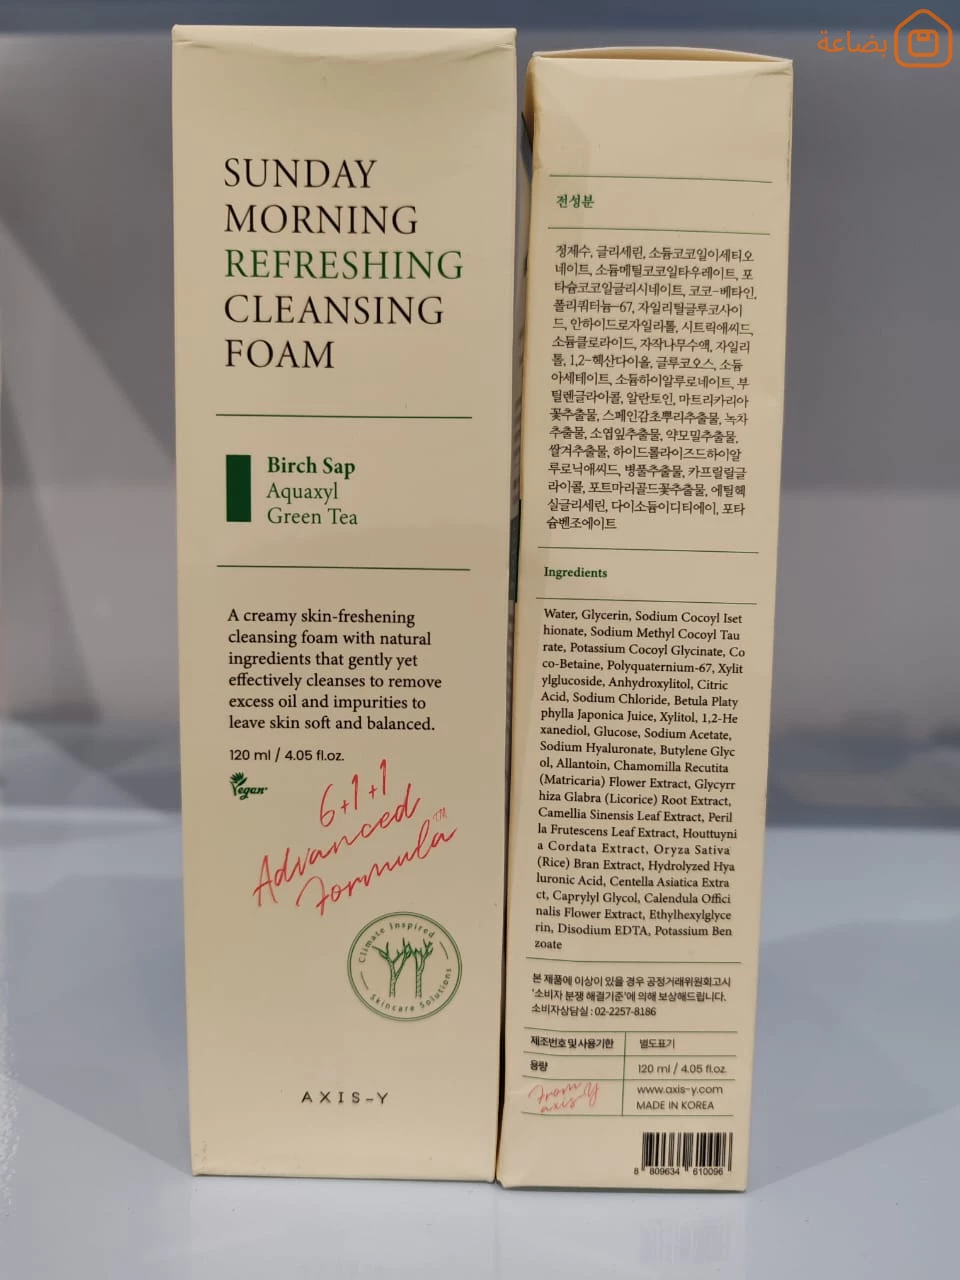 بضاعة
SUNDAY
MORNING
REFRESHING
CLEANSING
FOAM
Birch Sap
Aquaxyl
Green Tea
A creamy skin-freshening
cleansing foam with natural
ingredients that gently yet
effectively cleanses to remove
excess oil and impurities to
leave skin soft and balanced.
120 ml / 4.05 fl.oz.
Vegan
6+1+1
Advanced
Formula™
Climate Inspired
Skincare Solutions
AXIS-Y
전성분
정제수, 글리세린, 소듐코코일이세티오
네이트, 소듐메틸코코일타우레이트, 포
타슘코코일글리시네이트, 코코-베타인,
폴리쿼터늄-67, 자일리틸글루코사이
드, 안하이드로자일리톨, 시트릭애씨드,
소듐클로라이드, 자작나무수액, 자일리
톨, 1,2-헥산다이올, 글루코오스, 소듐
아세테이트, 소듐하이알루로네이트, 부
틸렌글라이콜, 알란토인, 마트리카리아
꽃추출물, 스페인감초뿌리추출물, 녹차
추출물, 소엽잎추출물, 약모밀추출물,
쌀겨추출물, 하이드롤라이즈드하이알
루로닉애씨드, 병풀추출물, 카프릴릴글
라이콜, 포트마리골드꽃추출물, 에틸헥
실글리세린, 다이소듐이디티에이, 포타
슘벤조에이트
Ingredients
Water, Glycerin, Sodium Cocoyl Iset
hionate, Sodium Methyl Cocoyl Tau
rate, Potassium Cocoyl Glycinate, Co
co-Betaine, Polyquaternium-67, Xylit
ylglucoside, Anhydroxylitol, Citric
Acid, Sodium Chloride, Betula Platy
phylla Japonica Juice, Xylitol, 1,2-He
xanediol, Glucose, Sodium Acetate,
Sodium Hyaluronate, Butylene Glyc
ol, Allantoin, Chamomilla Recutita
(Matricaria) Flower Extract, Glycyrr
hiza Glabra (Licorice) Root Extract,
Camellia Sinensis Leaf Extract, Peril
la Frutescens Leaf Extract, Houttuyni
a Cordata Extract, Oryza Sativa
(Rice) Bran Extract, Hydrolyzed Hya
luronic Acid, Centella Asiatica Extra
ct, Caprylyl Glycol, Calendula Offici
nalis Flower Extract, Ethylhexylglyce
rin, Disodium EDTA, Potassium Ben
zoate
본 제품에 이상이 있을 경우 공정거래위원회고시
'소비자 분쟁 해결기준'에 의해 보상해드립니다.
소비자상담실 : 02-2257-8186
제조번호 및 사용기한 별도표기
용량 120 ml / 4.05 fl.oz.
From
axis-y
www.axis-y.com
MADE IN KOREA
8 809634 610096